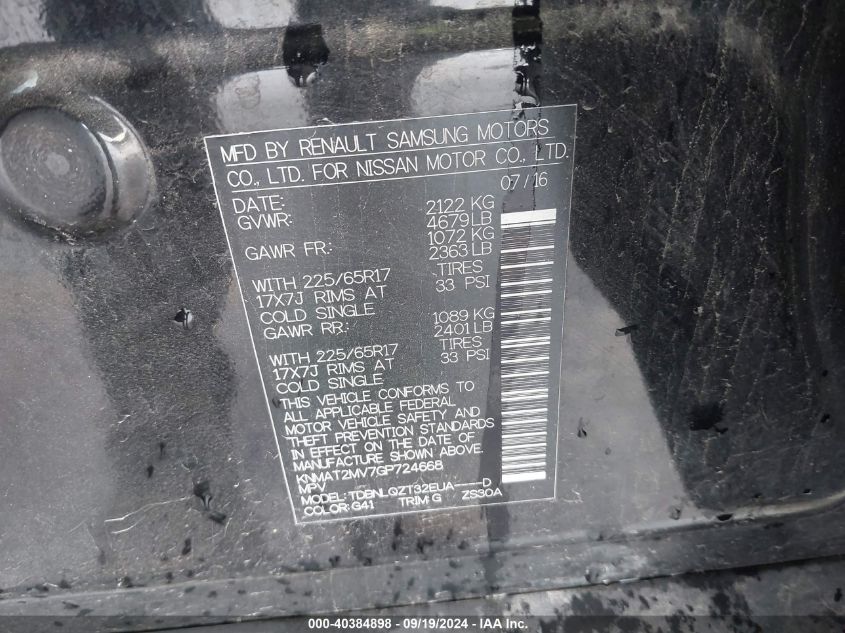 MFD BY RENAULT SAMSUNG MOTORS
CO., LTD. FOR NISSAN MOTOR CO., LTD.
DATE: 07/16
GVWR: 2122 KG
4679 LB
GAWR FR.: 1072 KG
2363 LB
WITH 225/65R17 TIRES
17X7J RIMS AT 33 PSI
COLD SINGLE
GAWR RR.: 1089 KG
2401 LB
WITH 225/65R17 TIRES
17X7J RIMS AT 33 PSI
COLD SINGLE
THIS VEHICLE CONFORMS TO
ALL APPLICABLE FEDERAL
MOTOR VEHICLE SAFETY AND
THEFT PREVENTION STANDARDS
IN EFFECT ON THE DATE OF
MANUFACTURE SHOWN ABOVE.
KNMAT2MV7GP724668
MPV
MODEL: TDBNLQZT32EUA----D
COLOR: G41 TRIM: G ZS30A
000-40384898 - 09/19/2024 - IAAI.COM